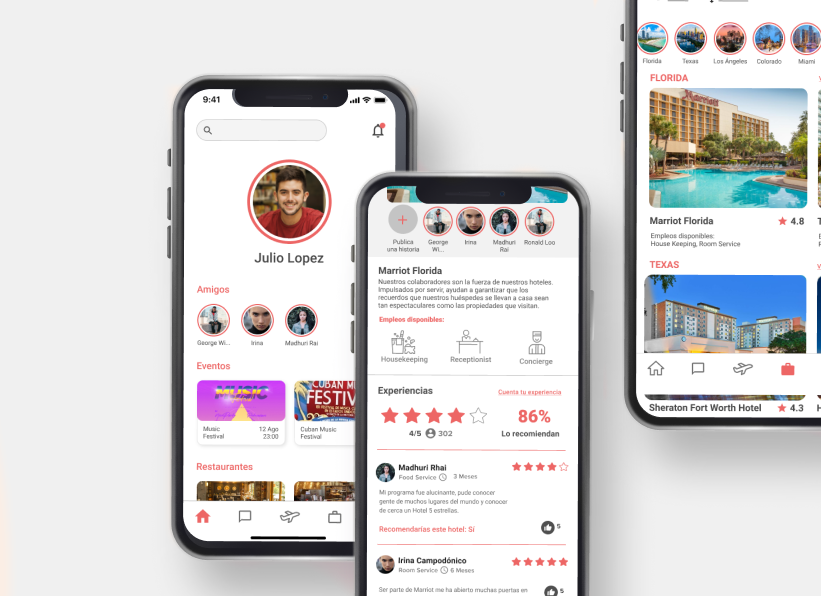 9:41
Julio Lopez
Amigos
George Wi...
Irina
Madhuri Rai
Eventos
MUSIC
Music
Festival
12 Ago
23:00
CUBAN MU
FESTIV
Cuban Music
Festival
Restaurantes
Publica
una historia
George
Wi...
Irina
Madhuri
Rai
Ronald Loo
Marriot Florida
Nuestros colaboradores son la fuerza de nuestros hoteles.
Impulsados por servir, ayudan a garantizar que los
recuerdos que nuestros huéspedes se llevan a casa sean
tan espectaculares como las propiedades que visitan.
Empleos disponibles:
Housekeeping
Receptionist
Concierge
Experiencias
Cuenta tu experiencia
4/5
302
86%
Lo recomiendan
Madhuri Rhai
Food Service
3 Meses
Mi programe fue alucinante, pude conocer
gente de muchos lugares del mundo y conocer
de cerca un Hotel 5 estrellas.
Recomendarías este hotel: Sí
5
Irina Campodónico
Room Service
6 Meses
Ser parte de Marriot me ha abierto muchas puertas en
5
Florida
Texas
Los Ángeles
Colorado
Miami
FLORIDA
Marriott
Marriot Florida
4.8
Empleos disponibles:
House Keeping, Room Service
TEXAS
Sheraton Fort Worth Hotel
4.3